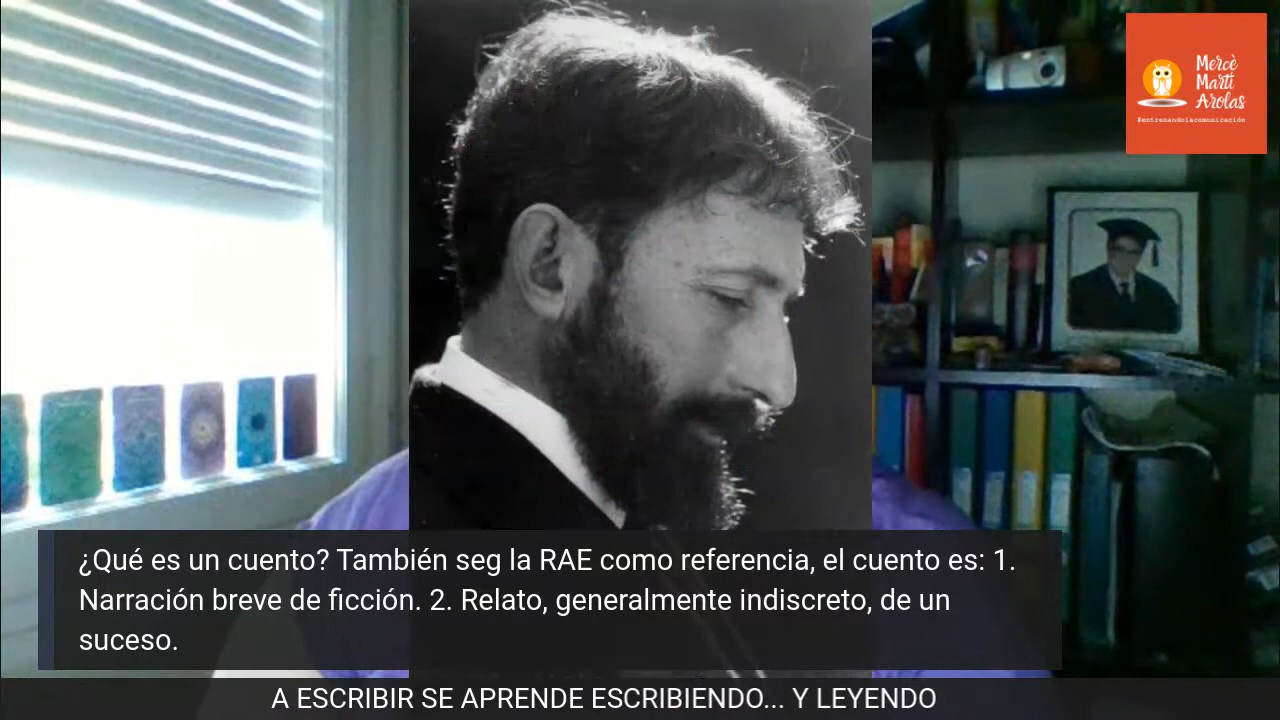 Mercè
Martí
Arolas
#entrenandolacomunicación
¿Qué es un cuento? También seg la RAE como referencia, el cuento es: 1.
Narración breve de ficción. 2. Relato, generalmente indiscreto, de un
suceso.
A ESCRIBIR SE APRENDE ESCRIBIENDO... Y LEYENDO